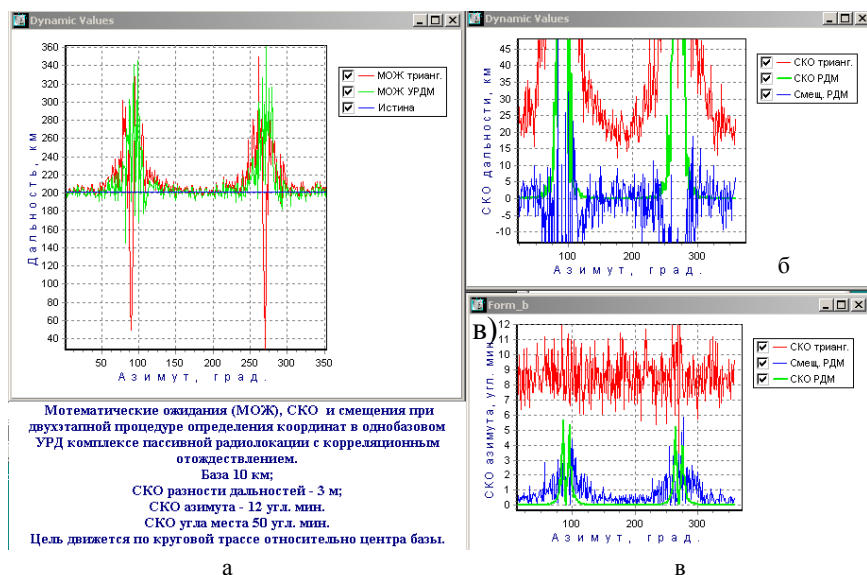 Dynamic Values
360
340
320
300
280
260
240
220
200
180
160
140
120
100
80
60
40
Дальность, км
50 100 150 200 250 300 350
Азимут, град.
МОЖ трианг.
МОЖ УРДМ
Истина
Мотематические ожидания (МОЖ), СКО и смещения при
двухэтапной процедуре определения координат в однобазовом
УРД комплексе пассивной радиолокации с корреляционным
отождествлением.
База 10 км;
СКО разности дальностей - 3 м;
СКО азимута - 12 угл. мин.
СКО угла места 50 угл. мин.
Цель движется по круговой трассе относительно центра базы.
а
Dynamic Values
45
40
35
30
25
20
15
10
5
0
-5
-10
СКО дальности, км
100 200 300
Азимут, град.
СКО трианг.
СКО РДМ
Смещ. РДМ
б
Form_b
в)
12
11
10
9
8
7
6
5
4
3
2
1
0
СКО азимута, угл. мин
100 200 300
Азимут, град.
СКО трианг.
Смещ. РДМ
СКО РДМ
в